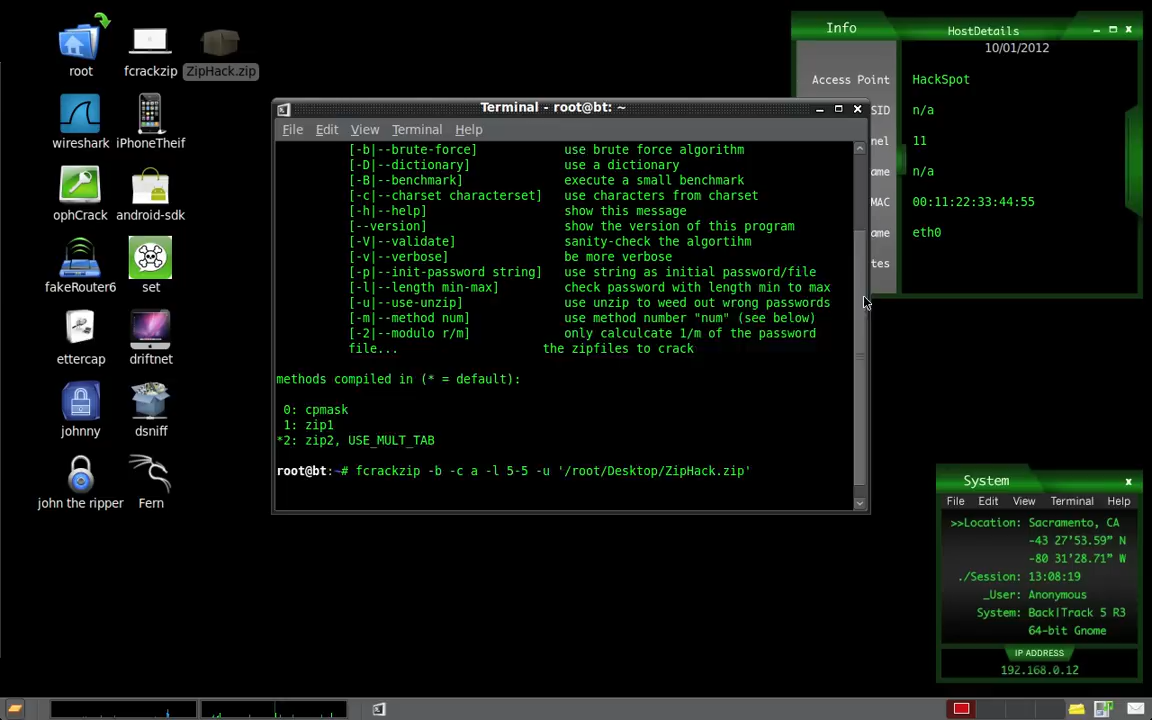 root
fcrackzip
ZipHack.zip
wireshark
iPhoneTheif
ophCrack
android-sdk
fakeRouter6
set
ettercap
driftnet
johnny
dsniff
john the ripper
Fern
Info
HostDetails
10/01/2012
Access Point HackSpot
SID n/a
nel 11
ame n/a
MAC 00:11:22:33:44:55
ame eth0
tes
Terminal - root@bt: ~
File Edit View Terminal Help
[-b|--brute-force] use brute force algorithm
[-D|--dictionary] use a dictionary
[-B|--benchmark] execute a small benchmark
[-c|--charset characterset] use characters from charset
[-h|--help] show this message
[--version] show the version of this program
[-V|--validate] sanity-check the algortihm
[-v|--verbose] be more verbose
[-p|--init-password string] use string as initial password/file
[-l|--length min-max] check password with length min to max
[-u|--use-unzip] use unzip to weed out wrong passwords
[-m|--method num] use method number "num" (see below)
[-2|--modulo r/m] only calculcate 1/m of the password
file... the zipfiles to crack
methods compiled in (* = default):
0: cpmask
1: zip1
*2: zip2, USE_MULT_TAB
root@bt:~# fcrackzip -b -c a -l 5-5 -u '/root/Desktop/ZipHack.zip'
System x
File Edit View Terminal Help
>>Location: Sacramento, CA
-43 27'53.59" N
-80 31'28.71" W
./Session: 13:08:19
_User: Anonymous
System: Back|Track 5 R3
64-bit Gnome
IP ADDRESS
192.168.0.12